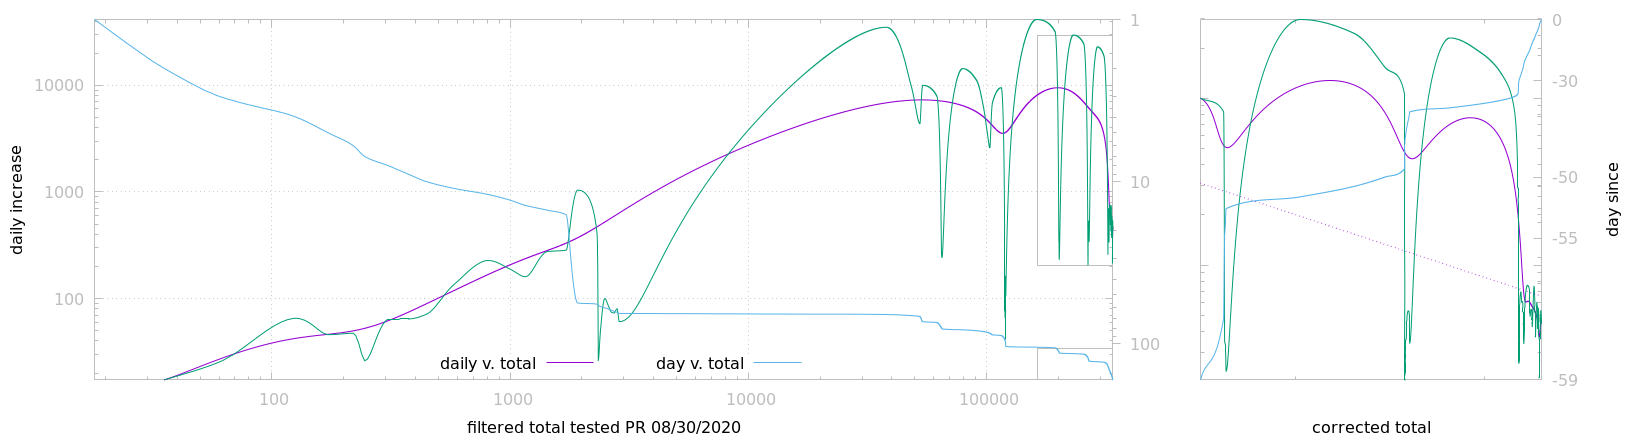 daily increase
10000
1000
100
100
1000
10000
100000
filtered total tested PR 08/30/2020
daily v. total
day v. total
1
10
100
0
-30
-50
-55
-59
day since
corrected total